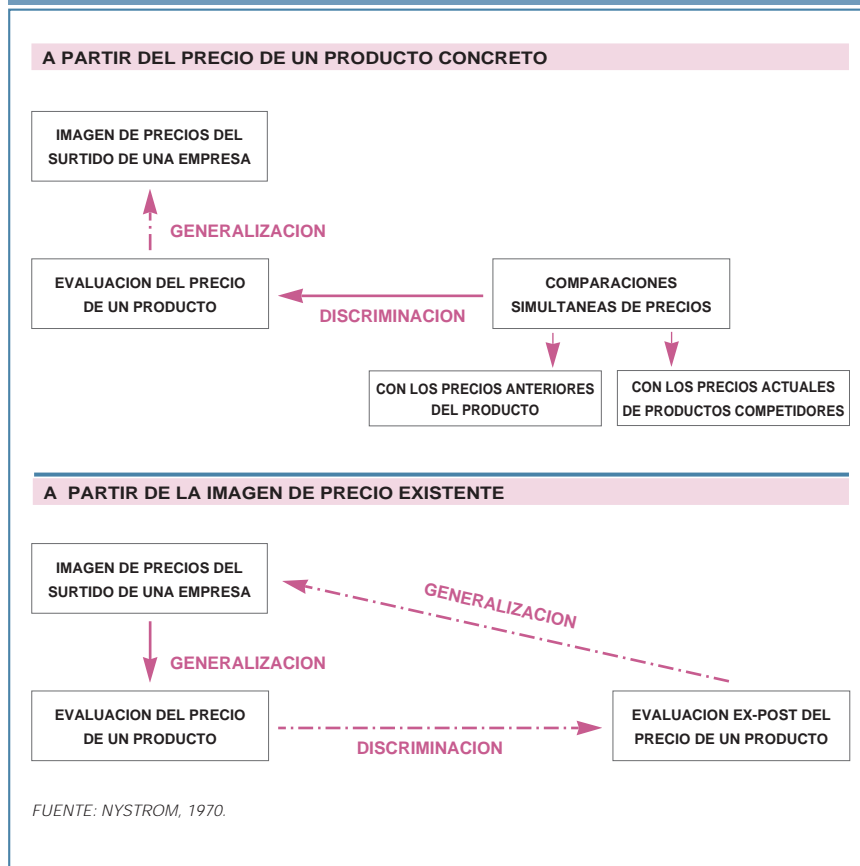 A PARTIR DEL PRECIO DE UN PRODUCTO CONCRETO
IMAGEN DE PRECIOS DEL
SURTIDO DE UNA EMPRESA
GENERALIZACION
EVALUACION DEL PRECIO
DE UN PRODUCTO
DISCRIMINACION
COMPARACIONES
SIMULTANEAS DE PRECIOS
CON LOS PRECIOS ANTERIORES
DEL PRODUCTO
CON LOS PRECIOS ACTUALES
DE PRODUCTOS COMPETIDORES
A PARTIR DE LA IMAGEN DE PRECIO EXISTENTE
IMAGEN DE PRECIOS DEL
SURTIDO DE UNA EMPRESA
GENERALIZACION
GENERALIZACION
EVALUACION DEL PRECIO
DE UN PRODUCTO
DISCRIMINACION
EVALUACION EX-POST DEL
PRECIO DE UN PRODUCTO
FUENTE: NYSTROM, 1970.